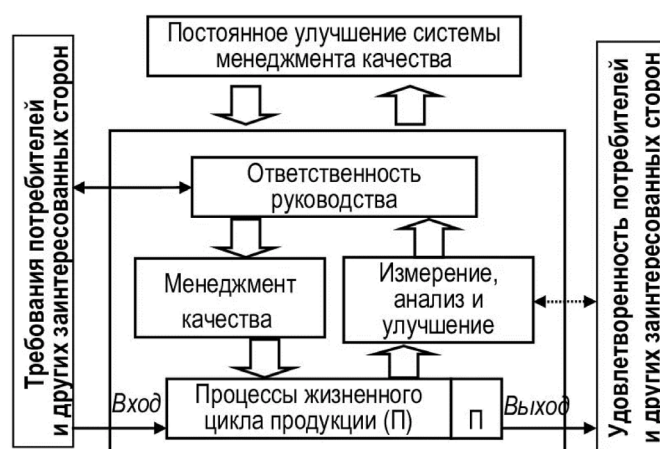 Постоянное улучшение системы
менеджмента качества
Требования потребителей
и других заинтересованных сторон
Ответственность
руководства
Менеджмент
качества
Измерение,
анализ и
улучшение
Вход
Процессы жизненного
цикла продукции (П)
П
Выход
Удовлетворенность потребителей
и других заинтересованных сторон